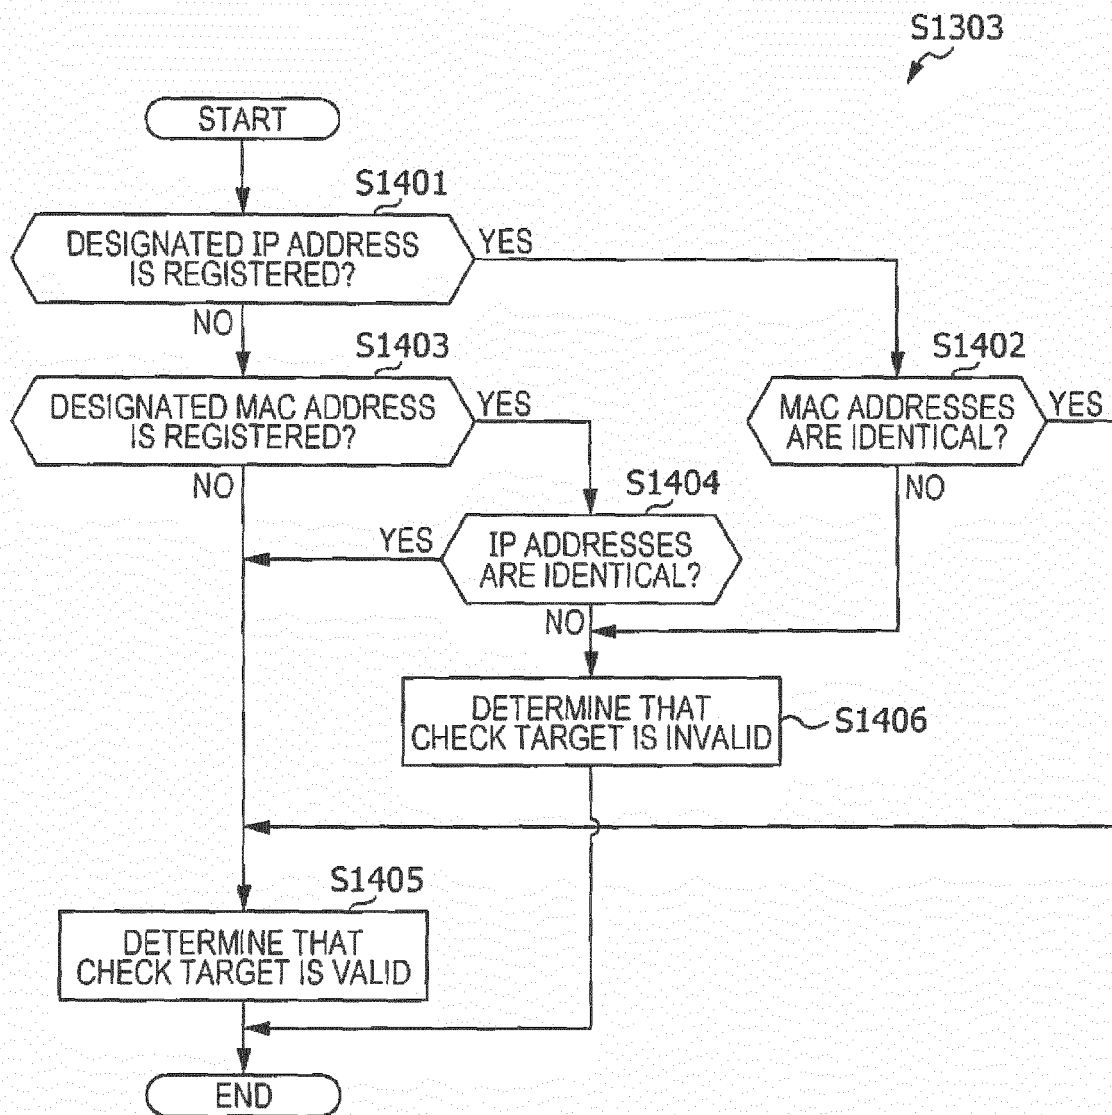 S1303
START
S1401
DESIGNATED IP ADDRESS
IS REGISTERED?
YES
NO
S1403
DESIGNATED MAC ADDRESS
IS REGISTERED?
YES
NO
S1402
MAC ADDRESSES
ARE IDENTICAL?
YES
NO
S1404
IP ADDRESSES
ARE IDENTICAL?
YES
NO
DETERMINE THAT
CHECK TARGET IS INVALID
S1406
S1405
DETERMINE THAT
CHECK TARGET IS VALID
END